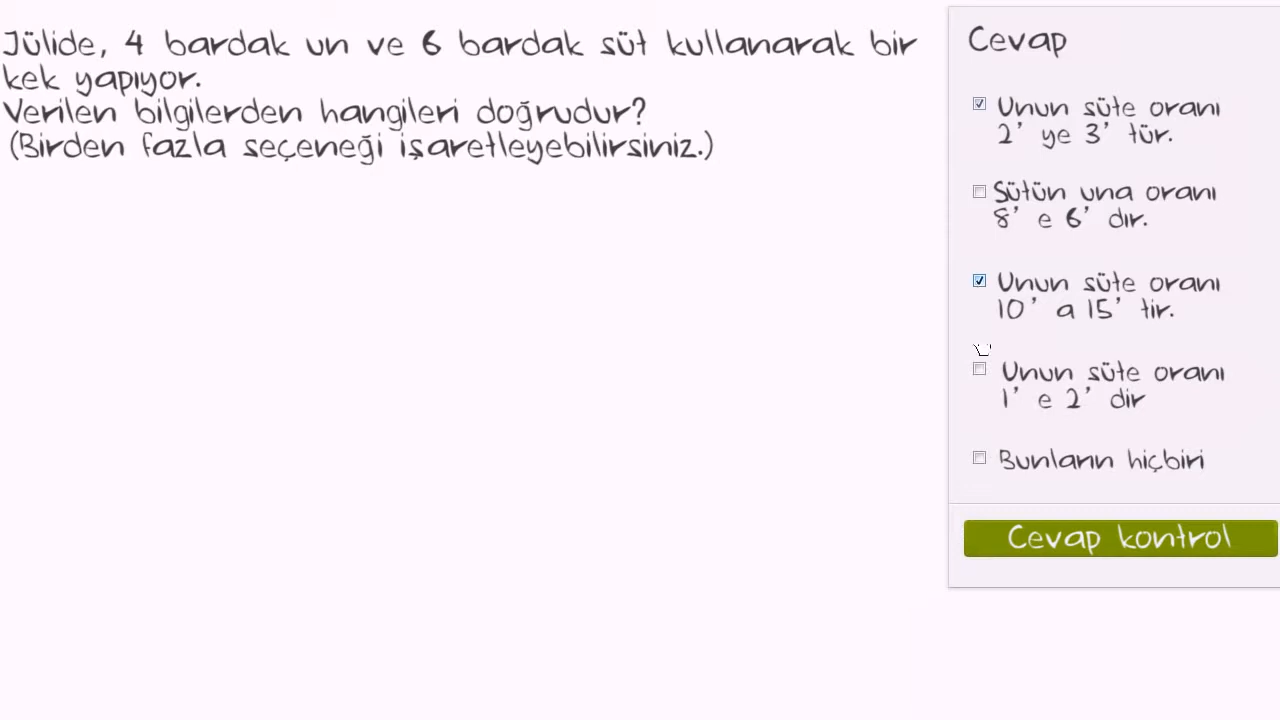 Jülide, 4 bardak un ve 6 bardak süt kullanarak bir
kek yapıyor.
Verilen bilgilerden hangileri doğrudur?
(Birden fazla seçeneği işaretleyebilirsiniz.)
Cevap
Unun süte oranı
2' ye 3' tür.
Sütün una oranı
8' e 6' dır.
Unun süte oranı
10' a 15' tir.
Unun süte oranı
1' e 2' dir
Bunların hiçbiri
Cevap kontrol